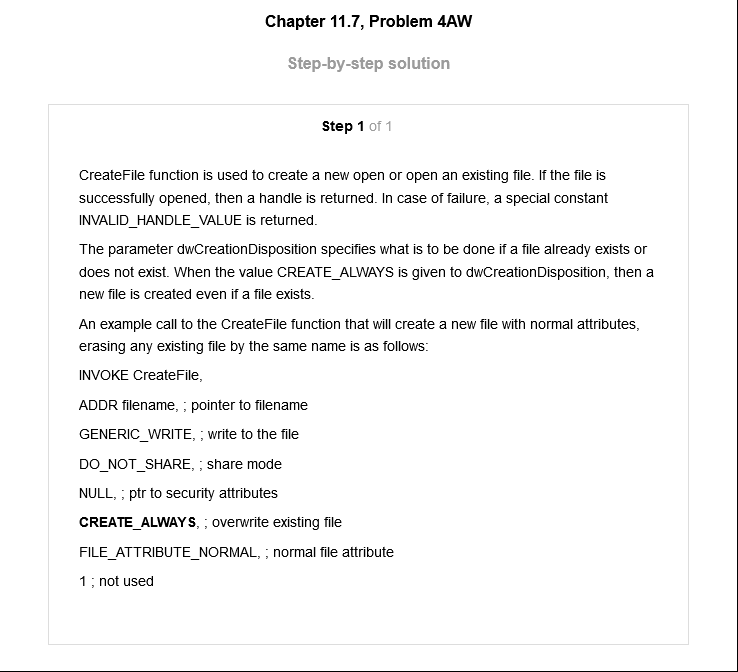 Chapter 11.7, Problem 4AW
Step-by-step solution
Step 1 of 1
CreateFile function is used to create a new open or open an existing file. If the file is
successfully opened, then a handle is returned. In case of failure, a special constant
INVALID_HANDLE_VALUE is returned.
The parameter dwCreationDisposition specifies what is to be done if a file already exists or
does not exist. When the value CREATE_ALWAYS is given to dwCreationDisposition, then a
new file is created even if a file exists.
An example call to the CreateFile function that will create a new file with normal attributes,
erasing any existing file by the same name is as follows:
INVOKE CreateFile,
ADDR filename, ; pointer to filename
GENERIC_WRITE, ; write to the file
DO_NOT_SHARE, ; share mode
NULL, ; ptr to security attributes
CREATE_ALWAYS, ; overwrite existing file
FILE_ATTRIBUTE_NORMAL, ; normal file attribute
1 ; not used